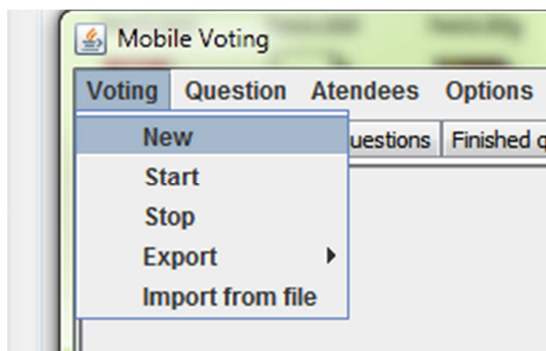 Mobile Voting
Voting Question Atendees Options
New uestions Finished q
Start
Stop
Export
Import from file